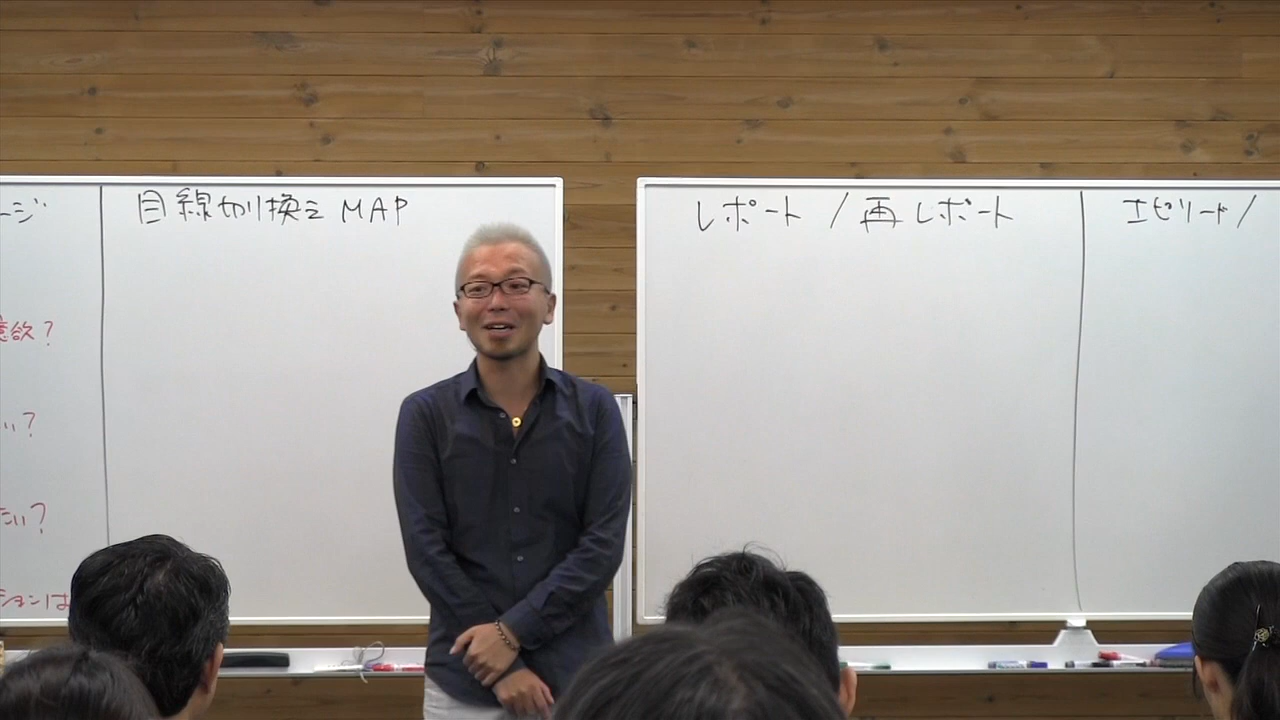 ージ
目線切り換え MAP
意欲?
い?
たい?
ションは
レポート / 再レポート
エピソード /